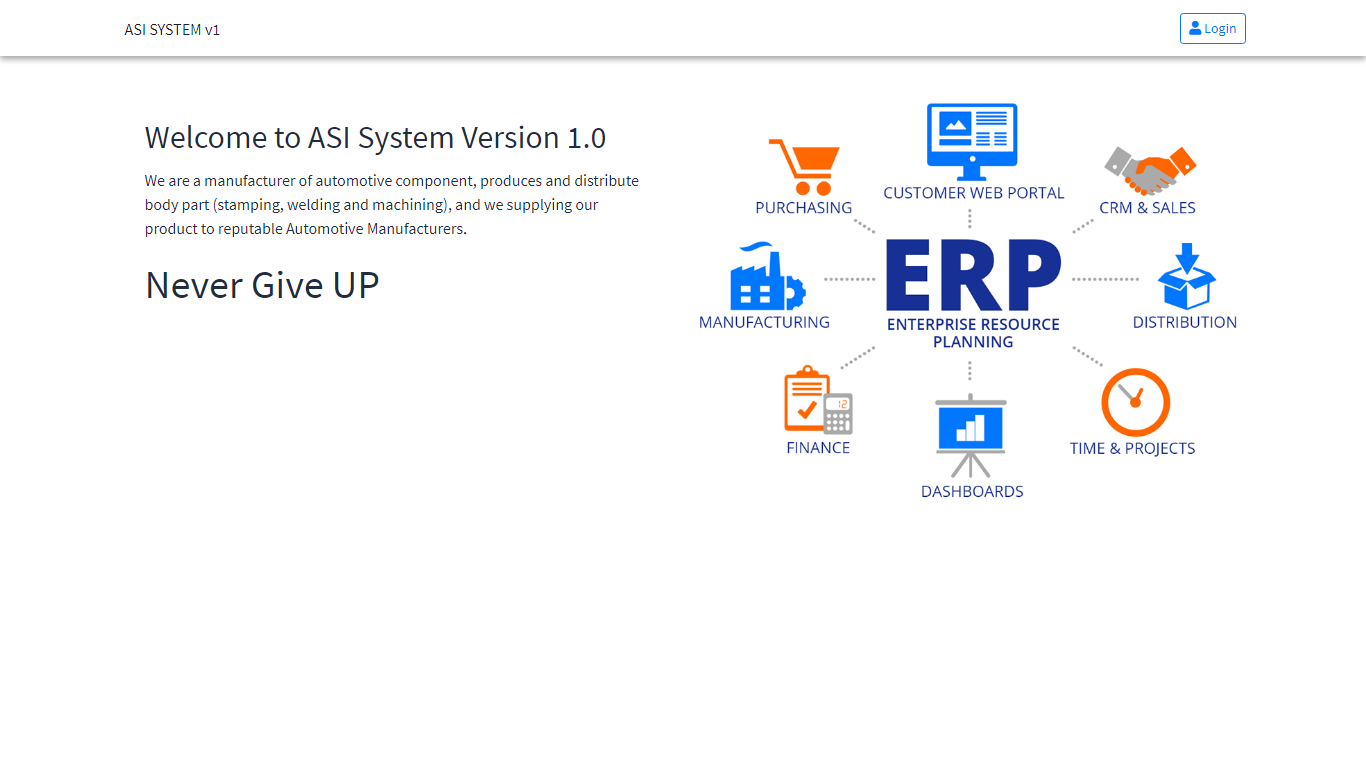 ASI SYSTEM v1
Login
Welcome to ASI System Version 1.0
We are a manufacturer of automotive component, produces and distribute
body part (stamping, welding and machining), and we supplying our
product to reputable Automotive Manufacturers.
Never Give UP
CUSTOMER WEB PORTAL
PURCHASING
CRM & SALES
ERP
ENTERPRISE RESOURCE
PLANNING
MANUFACTURING
DISTRIBUTION
12
FINANCE
TIME & PROJECTS
DASHBOARDS